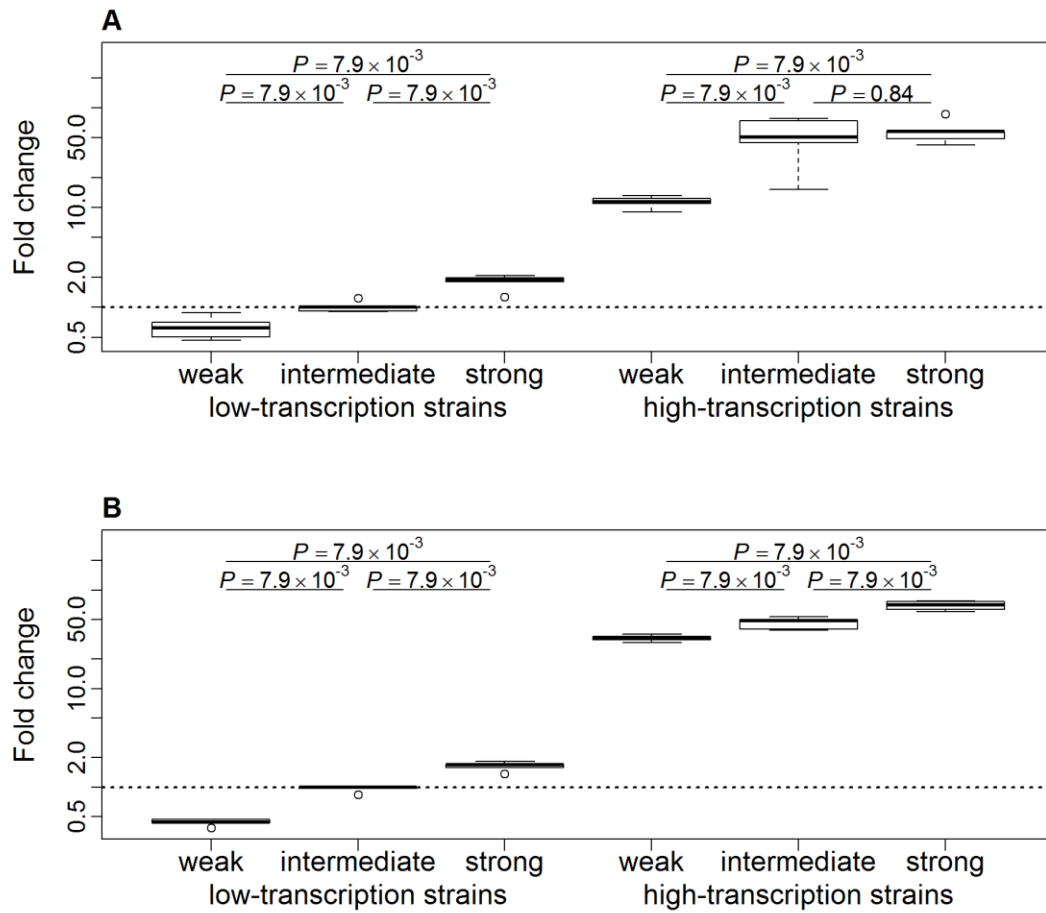 A
P = 7.9 × 10⁻³ P = 7.9 × 10⁻³
P = 7.9 × 10⁻³ P = 7.9 × 10⁻³ P = 7.9 × 10⁻³ P = 0.84
Fold change
50.0
10.0
2.0
0.5
weak intermediate strong weak intermediate strong
low-transcription strains high-transcription strains
B
P = 7.9 × 10⁻³ P = 7.9 × 10⁻³
P = 7.9 × 10⁻³ P = 7.9 × 10⁻³ P = 7.9 × 10⁻³ P = 7.9 × 10⁻³
Fold change
50.0
10.0
2.0
0.5
weak intermediate strong weak intermediate strong
low-transcription strains high-transcription strains